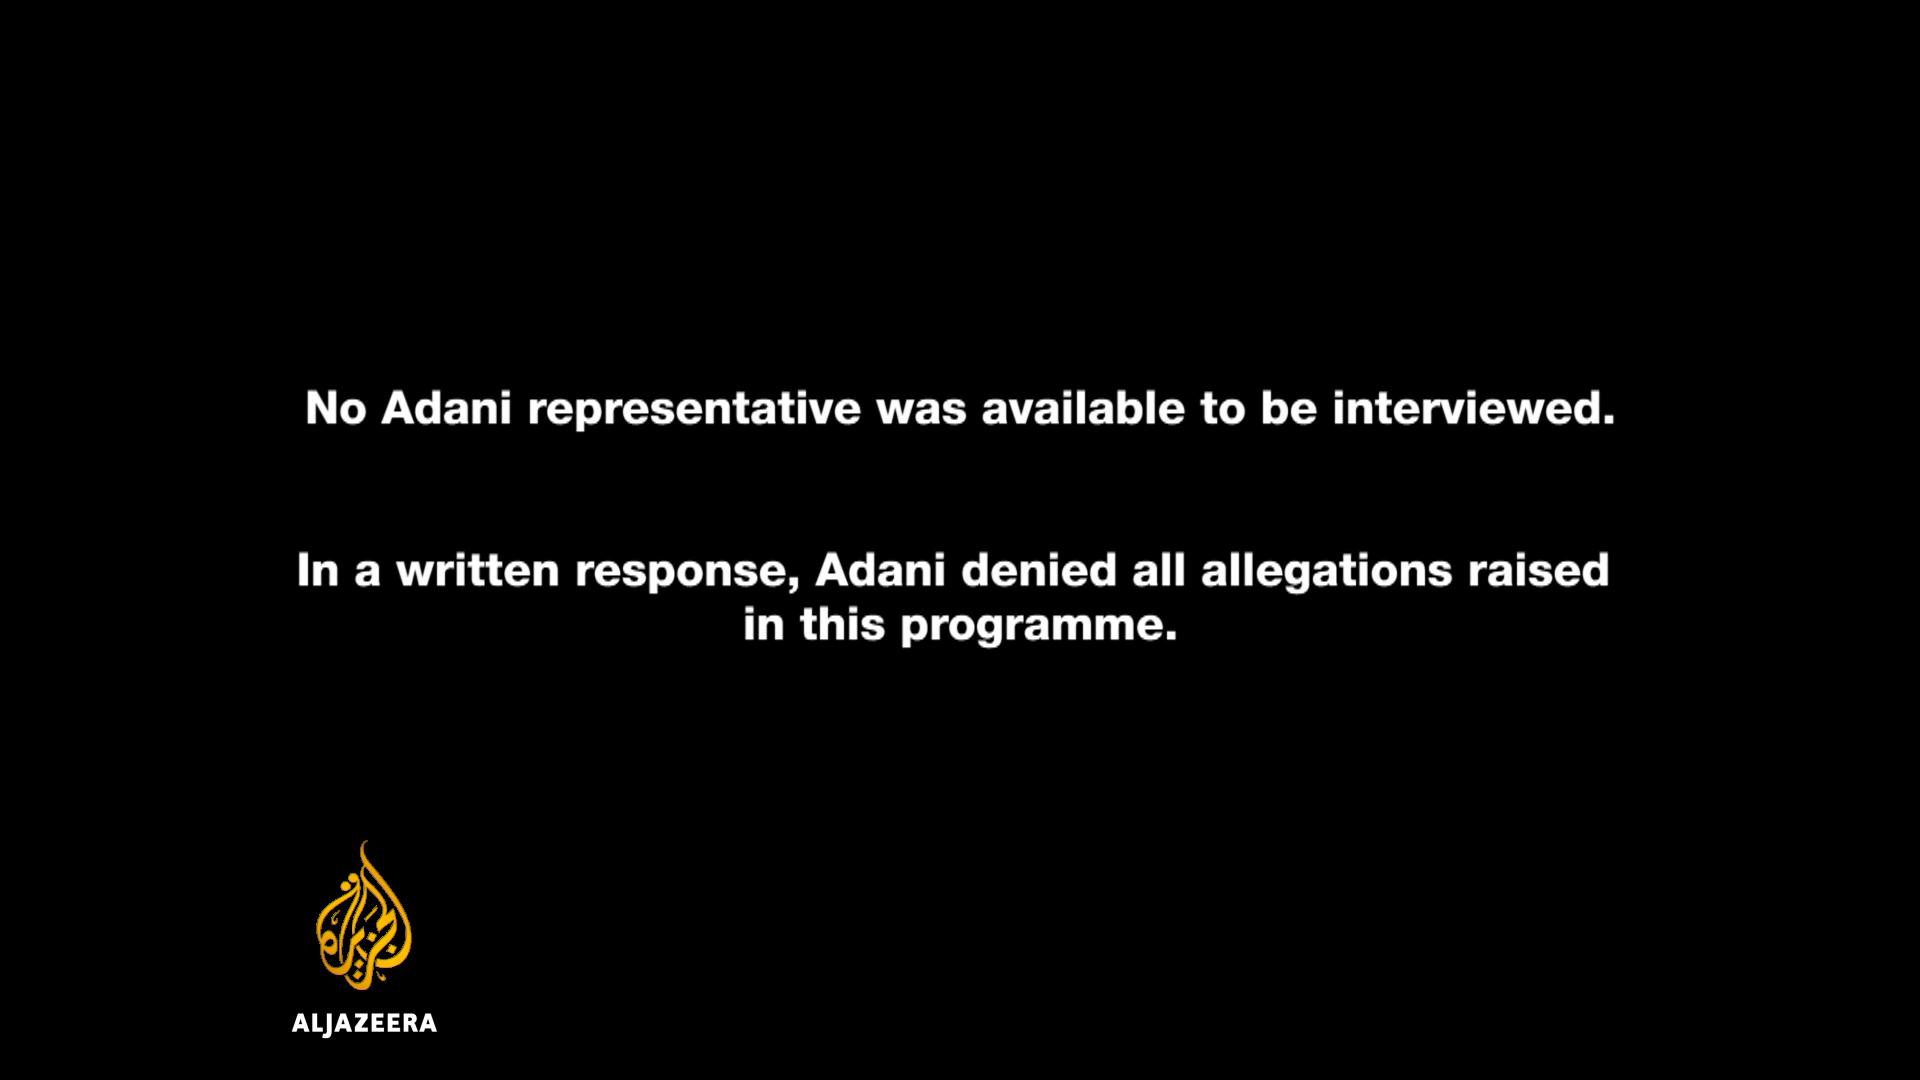 No Adani representative was available to be interviewed.
In a written response, Adani denied all allegations raised
in this programme.
الجزيرة
ALJAZEERA